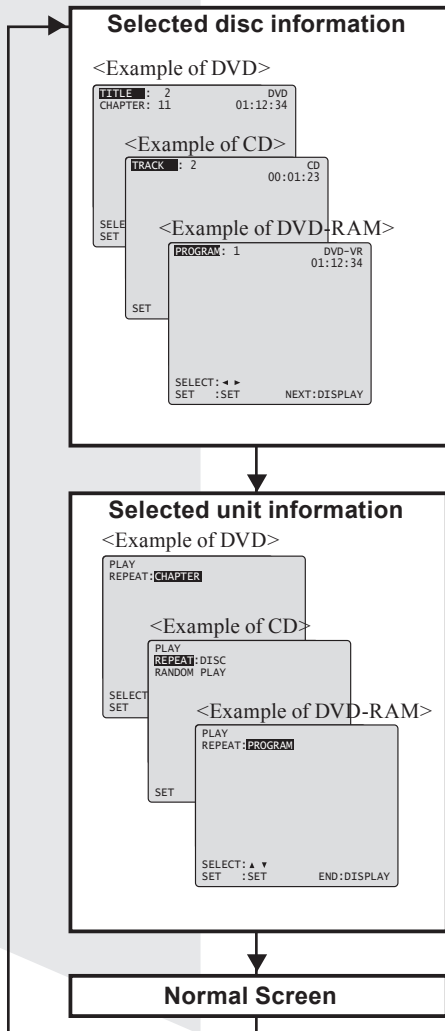 Selected disc information
<Example of DVD>
TITLE : 2 DVD
CHAPTER: 11 01:12:34
SELE
SET
<Example of CD>
TRACK : 2 CD
00:01:23
SET
<Example of DVD-RAM>
PROGRAM: 1 DVD-VR
01:12:34
SELECT:◄ ►
SET :SET NEXT:DISPLAY
Selected unit information
<Example of DVD>
PLAY
REPEAT:CHAPTER
SELECT
SET
<Example of CD>
PLAY
REPEAT:DISC
RANDOM PLAY
SET
<Example of DVD-RAM>
PLAY
REPEAT:PROGRAM
SELECT:▲ ▼
SET :SET END:DISPLAY
Normal Screen